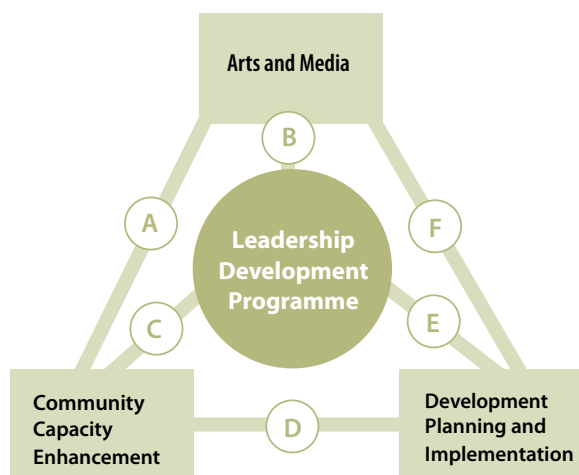 Arts and Media
B
A
F
Leadership
Development
Programme
C
E
Community
Capacity
Enhancement
D
Development
Planning and
Implementation